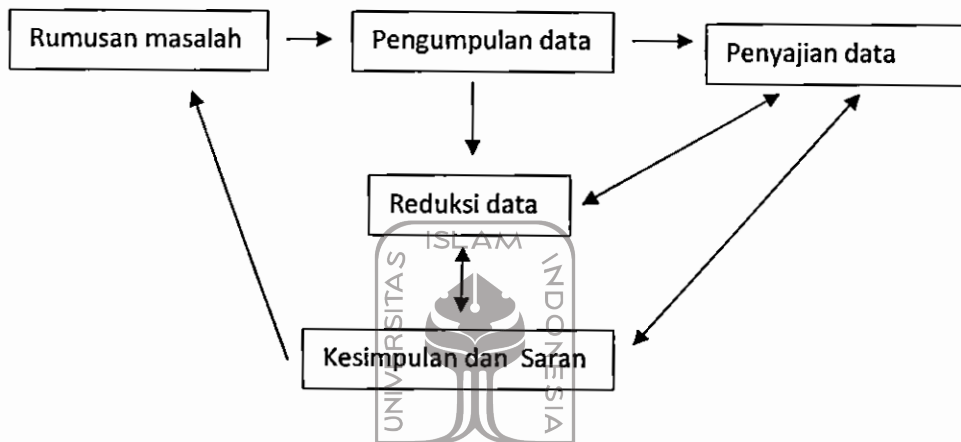 Rumusan masalah
Pengumpulan data
Penyajian data
Reduksi data
UNIVERSITAS
ISLAM
INDONESIA
Kesimpulan dan Saran